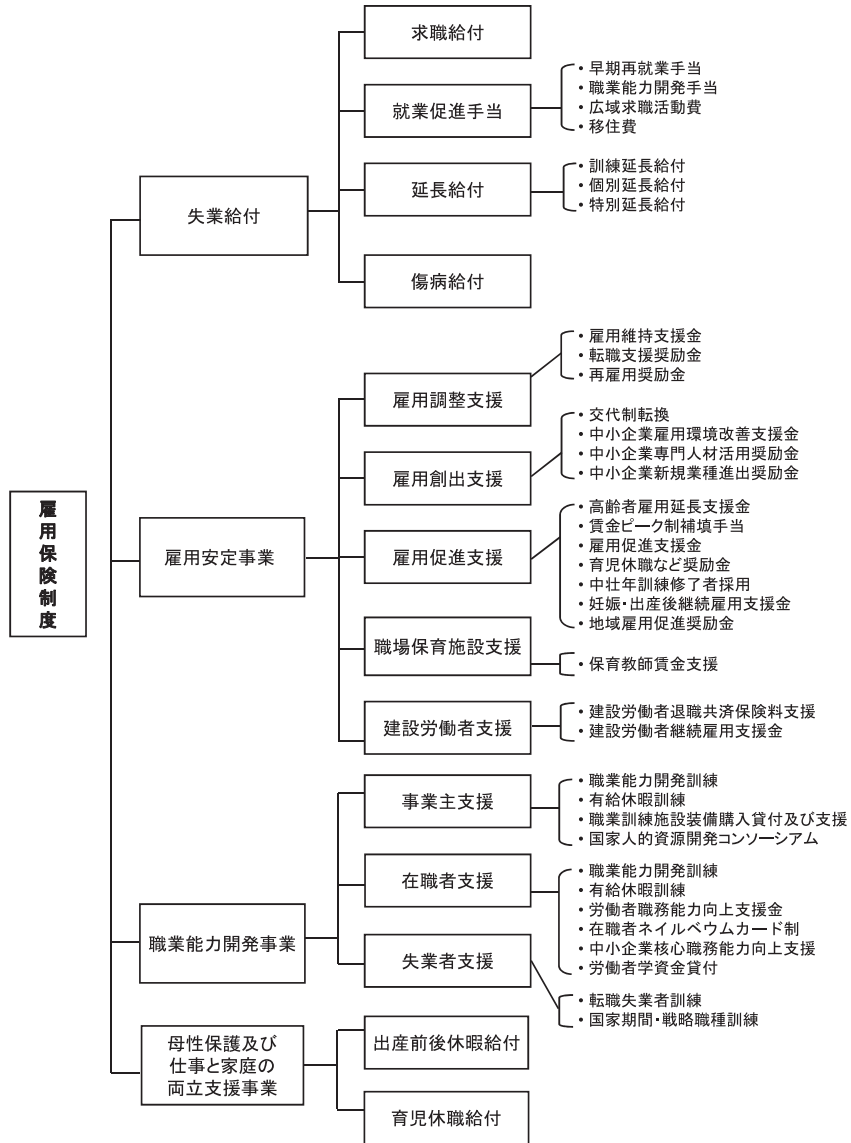 雇用保険制度
失業給付
求職給付
就業促進手当
・早期再就業手当
・職業能力開発手当
・広域求職活動費
・移住費
延長給付
・訓練延長給付
・個別延長給付
・特別延長給付
傷病給付
雇用安定事業
雇用調整支援
・雇用維持支援金
・転職支援奨励金
・再雇用奨励金
雇用創出支援
・交代制転換
・中小企業雇用環境改善支援金
・中小企業専門人材活用奨励金
・中小企業新規業種進出奨励金
雇用促進支援
・高齢者雇用延長支援金
・賃金ピーク制補填手当
・雇用促進支援金
・育児休職など奨励金
・中壮年訓練修了者採用
・妊娠・出産後継続雇用支援金
・地域雇用促進奨励金
職場保育施設支援
・保育教師賃金支援
建設労働者支援
・建設労働者退職共済保険料支援
・建設労働者継続雇用支援金
職業能力開発事業
事業主支援
・職業能力開発訓練
・有給休暇訓練
・職業訓練施設装備購入貸付及び支援
・国家人的資源開発コンソーシアム
在職者支援
・職業能力開発訓練
・有給休暇訓練
・労働者職務能力向上支援金
・在職者ネイルベウムカード制
・中小企業核心職務能力向上支援
・労働者学資金貸付
失業者支援
・転職失業者訓練
・国家期間・戦略職種訓練
母性保護及び
仕事と家庭の
両立支援事業
出産前後休暇給付
育児休職給付